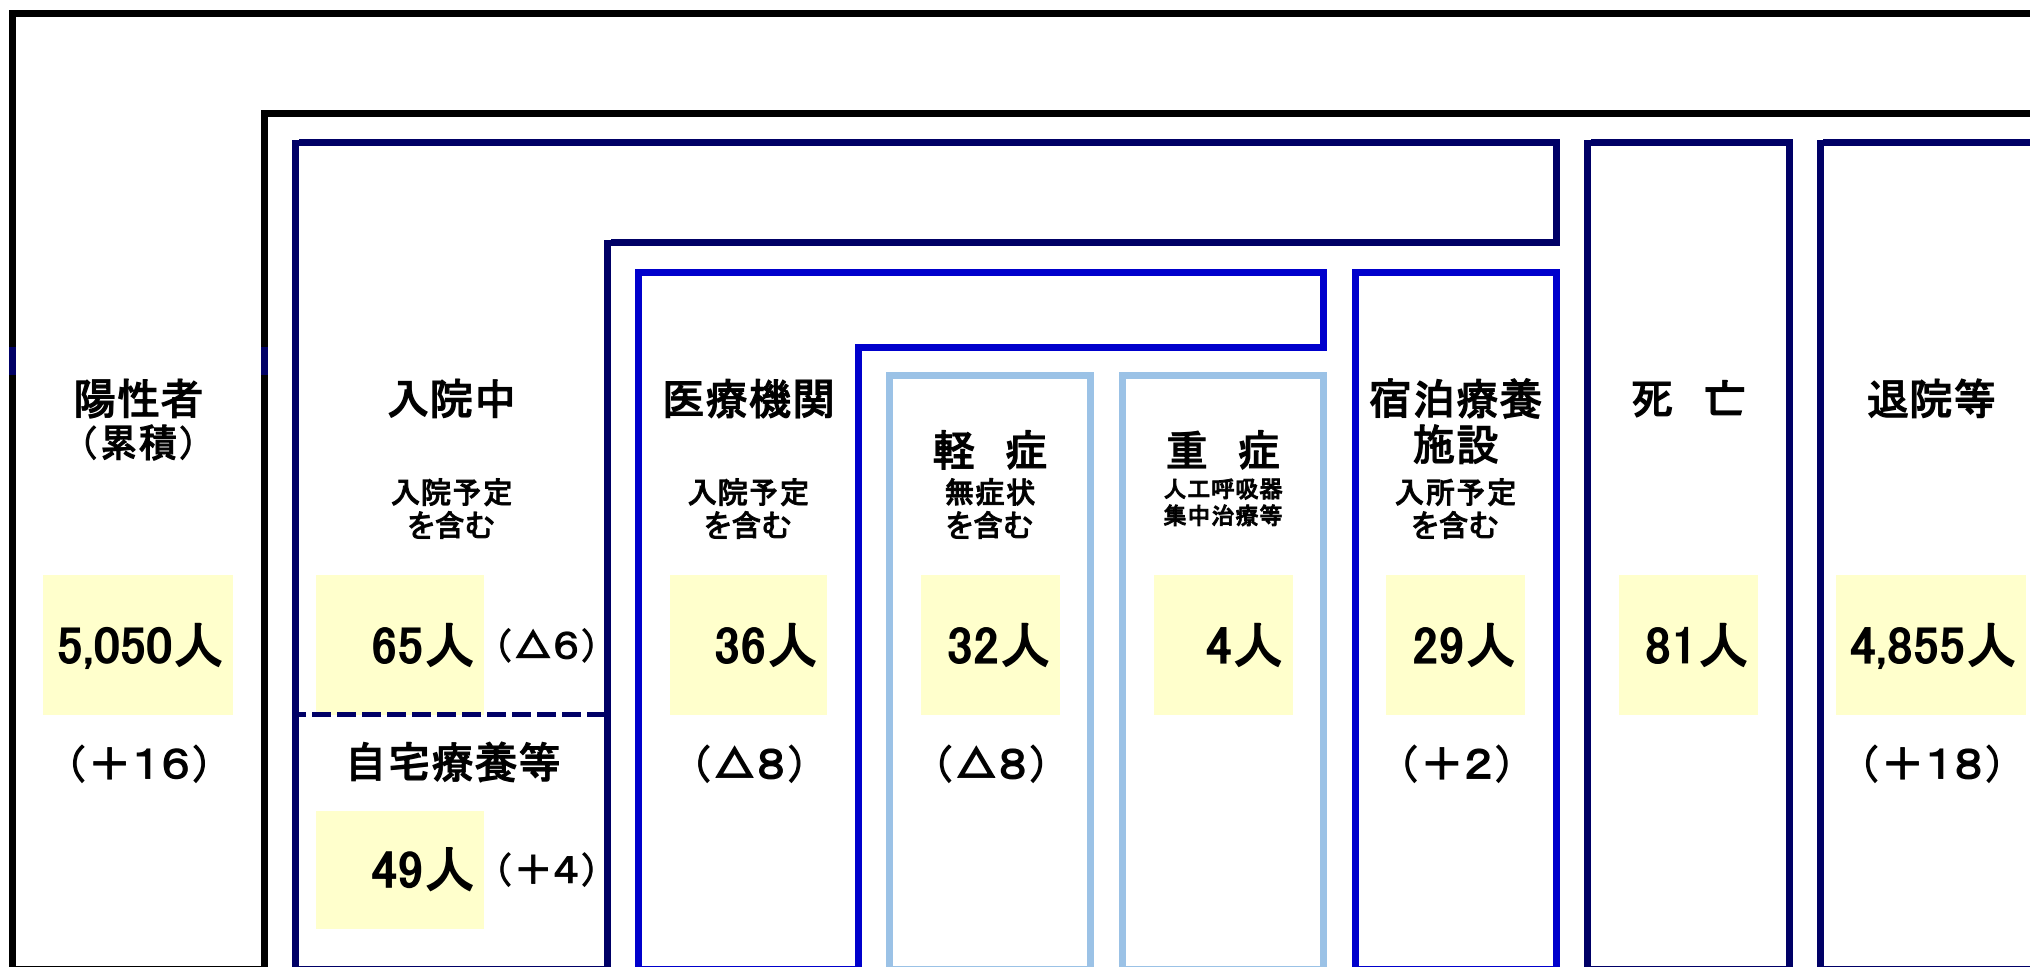 陽性者
（累積）
5,050人
（＋16）
入院中
入院予定
を含む
65人（△6）
自宅療養等
49人（＋4）
医療機関
入院予定
を含む
36人
（△8）
軽　症
無症状
を含む
32人
（△8）
重　症
人工呼吸器
集中治療等
4人
宿泊療養
施設
入所予定
を含む
29人
（＋2）
死　亡
81人
退院等
4,855人
（＋18）